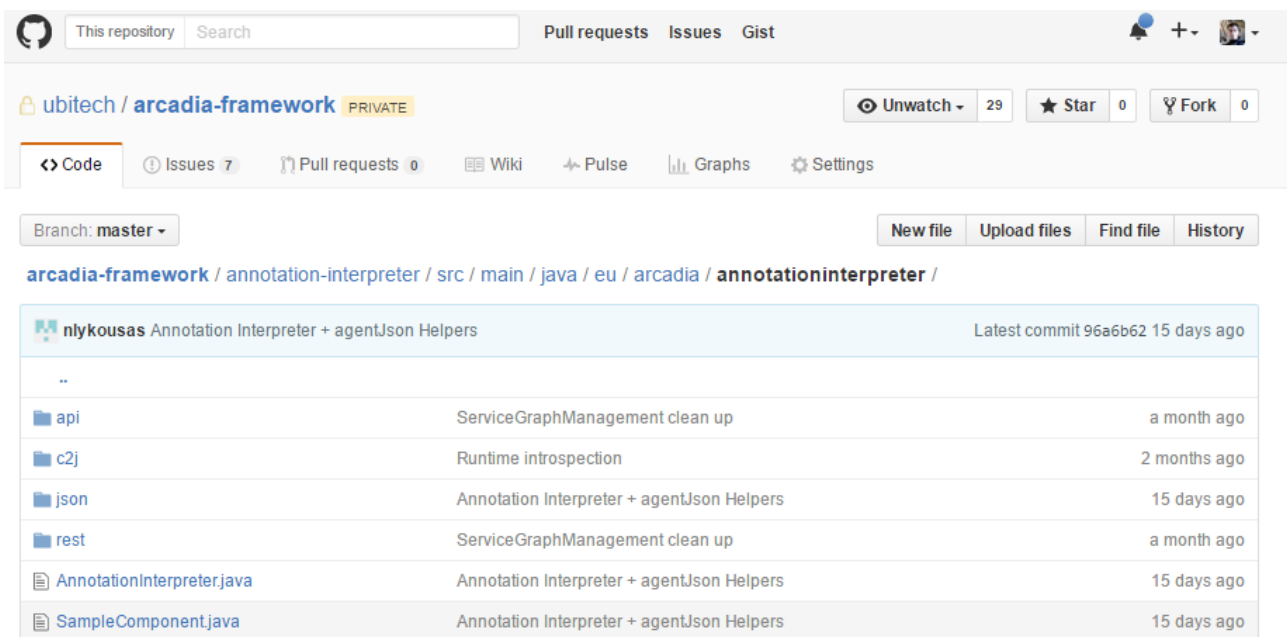 This repository Search Pull requests Issues Gist
ubitech / arcadia-framework PRIVATE Unwatch 29 Star 0 Fork 0
Code Issues 7 Pull requests 0 Wiki Pulse Graphs Settings
Branch: master New file Upload files Find file History
arcadia-framework / annotation-interpreter / src / main / java / eu / arcadia / annotationinterpreter /
nlykousas Annotation Interpreter + agentJson Helpers Latest commit 96a6b62 15 days ago
..
api ServiceGraphManagement clean up a month ago
c2j Runtime introspection 2 months ago
json Annotation Interpreter + agentJson Helpers 15 days ago
rest ServiceGraphManagement clean up a month ago
AnnotationInterpreter.java Annotation Interpreter + agentJson Helpers 15 days ago
SampleComponent.java Annotation Interpreter + agentJson Helpers 15 days ago